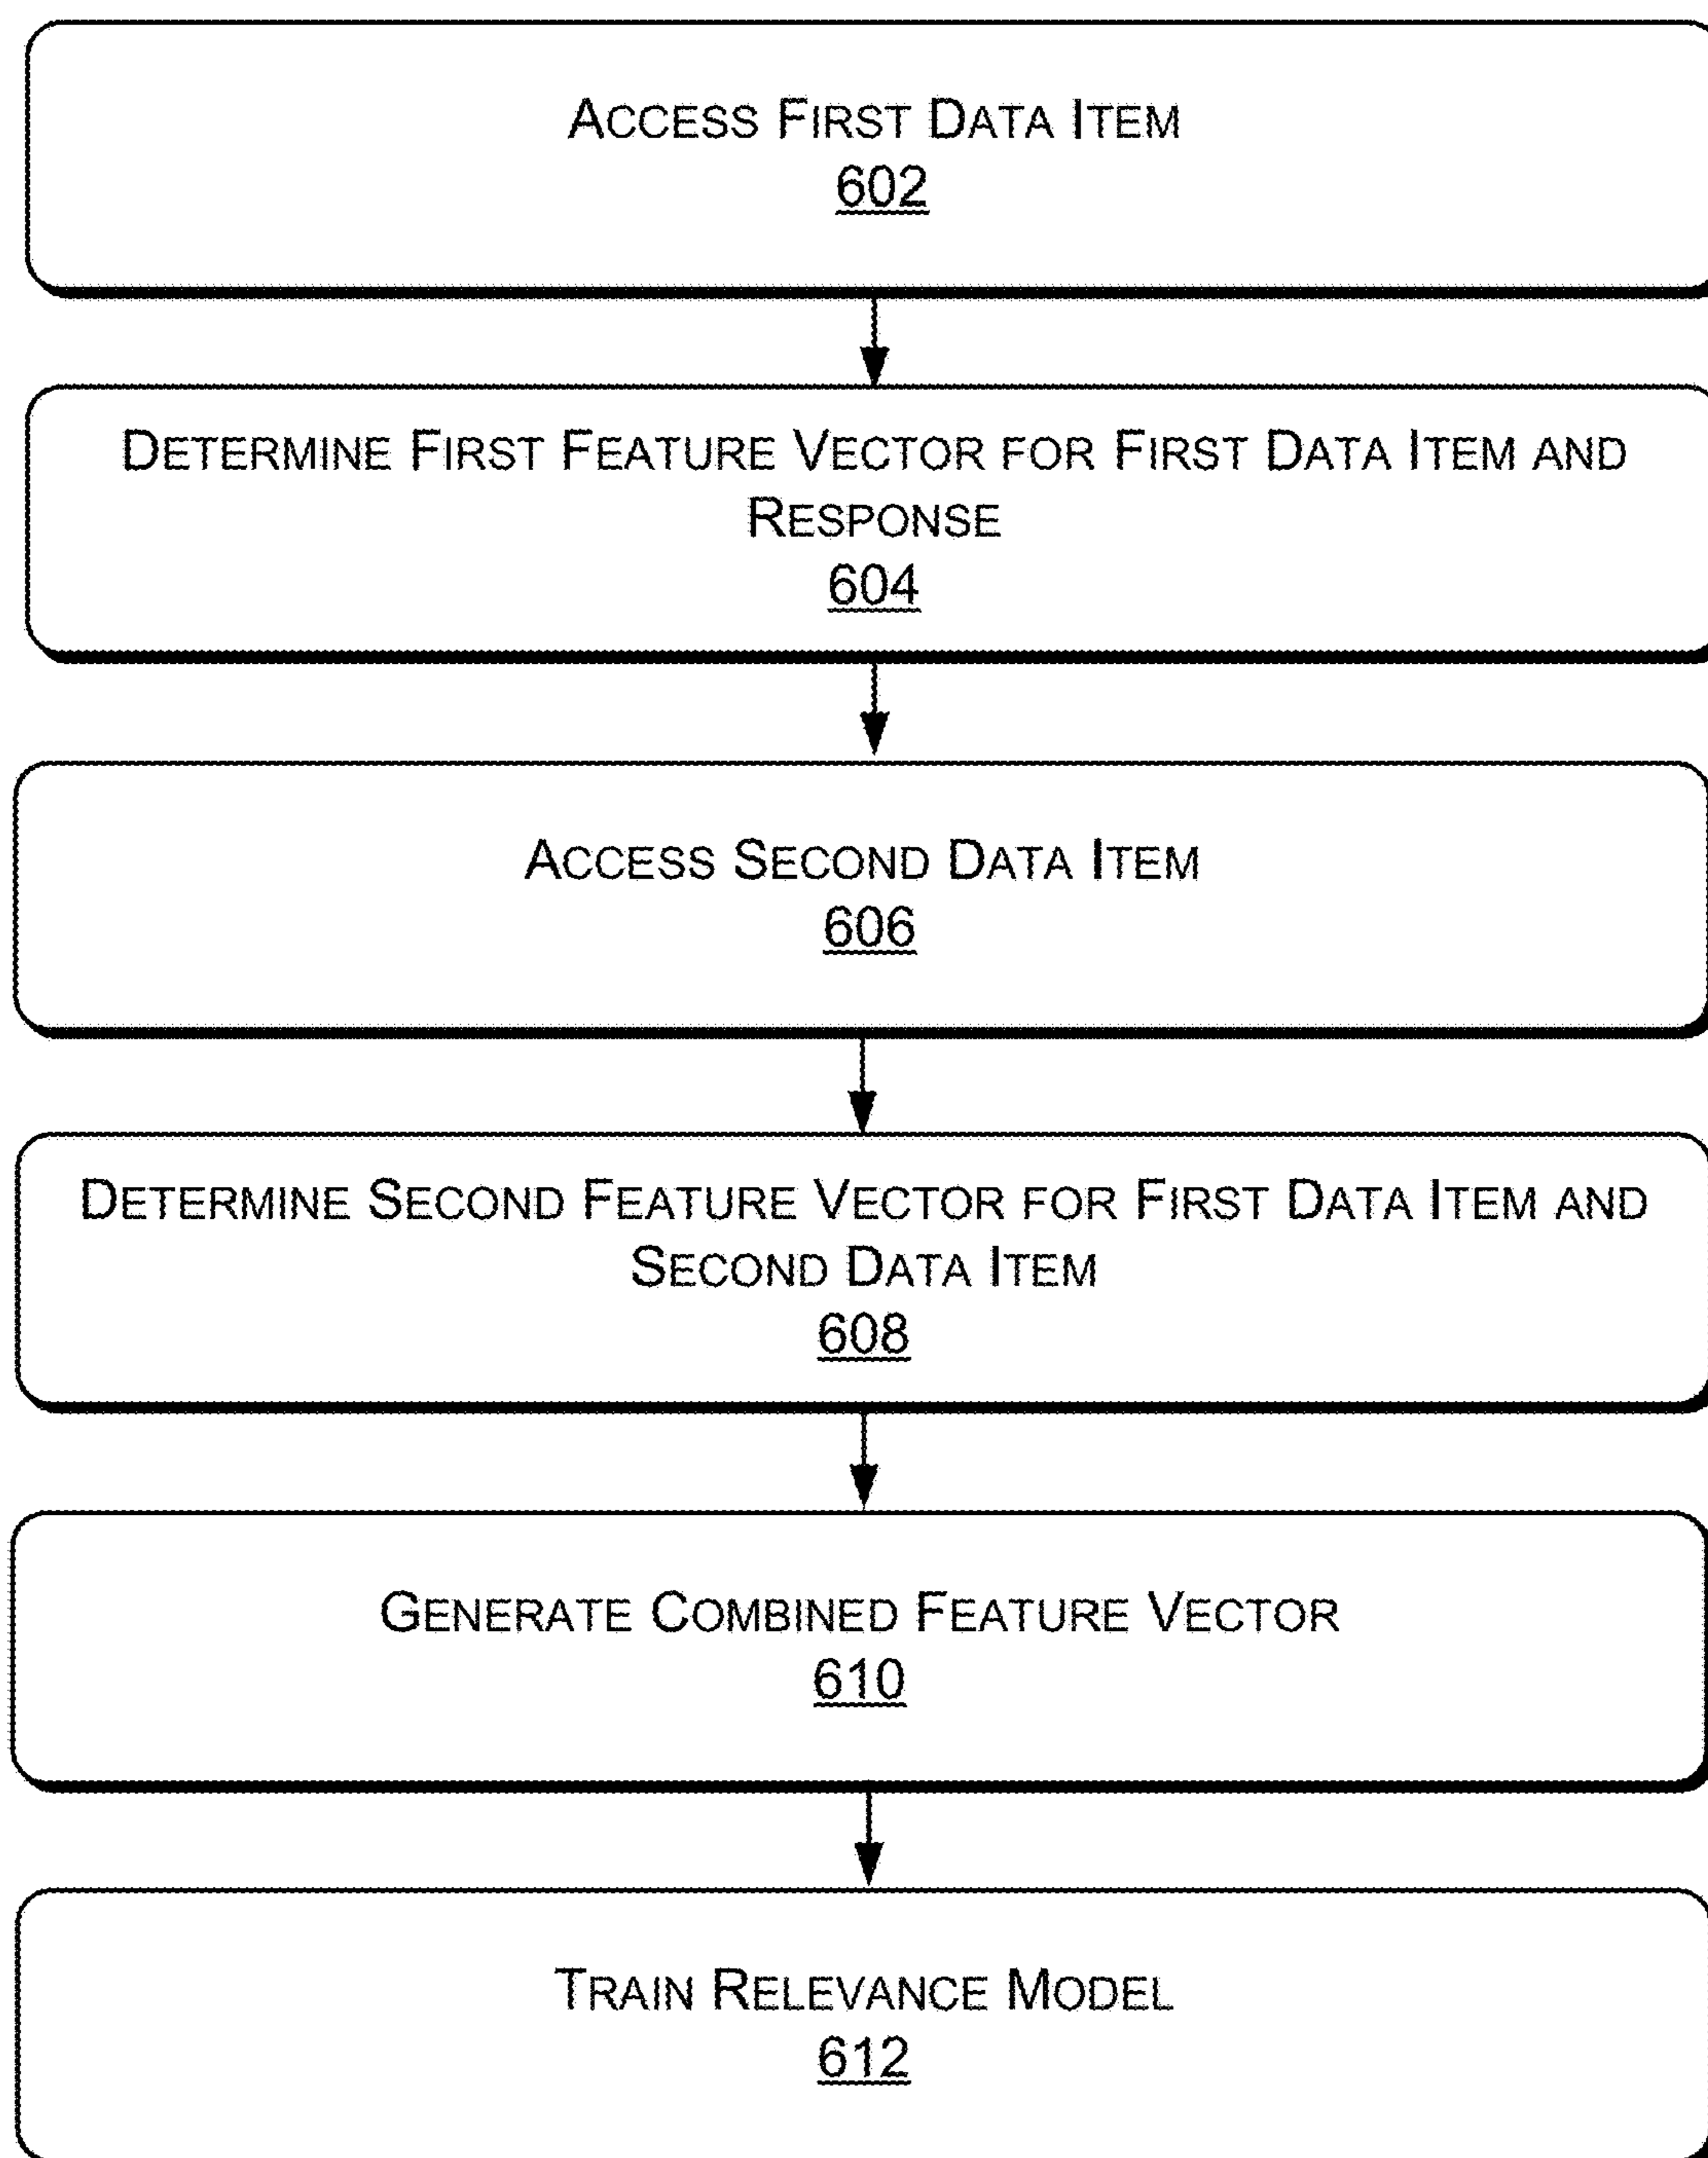 ACCESS FIRST DATA ITEM
602
DETERMINE FIRST FEATURE VECTOR FOR FIRST DATA ITEM AND
RESPONSE
604
ACCESS SECOND DATA ITEM
606
DETERMINE SECOND FEATURE VECTOR FOR FIRST DATA ITEM AND
SECOND DATA ITEM
608
GENERATE COMBINED FEATURE VECTOR
610
TRAIN RELEVANCE MODEL
612